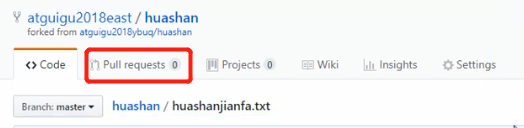 atguigu2018east / huashan
forked from atguigu2018ybuq/huashan
Code Pull requests 0 Projects 0 Wiki Insights Settings
Branch: master huashan / huashanjianfa.txt